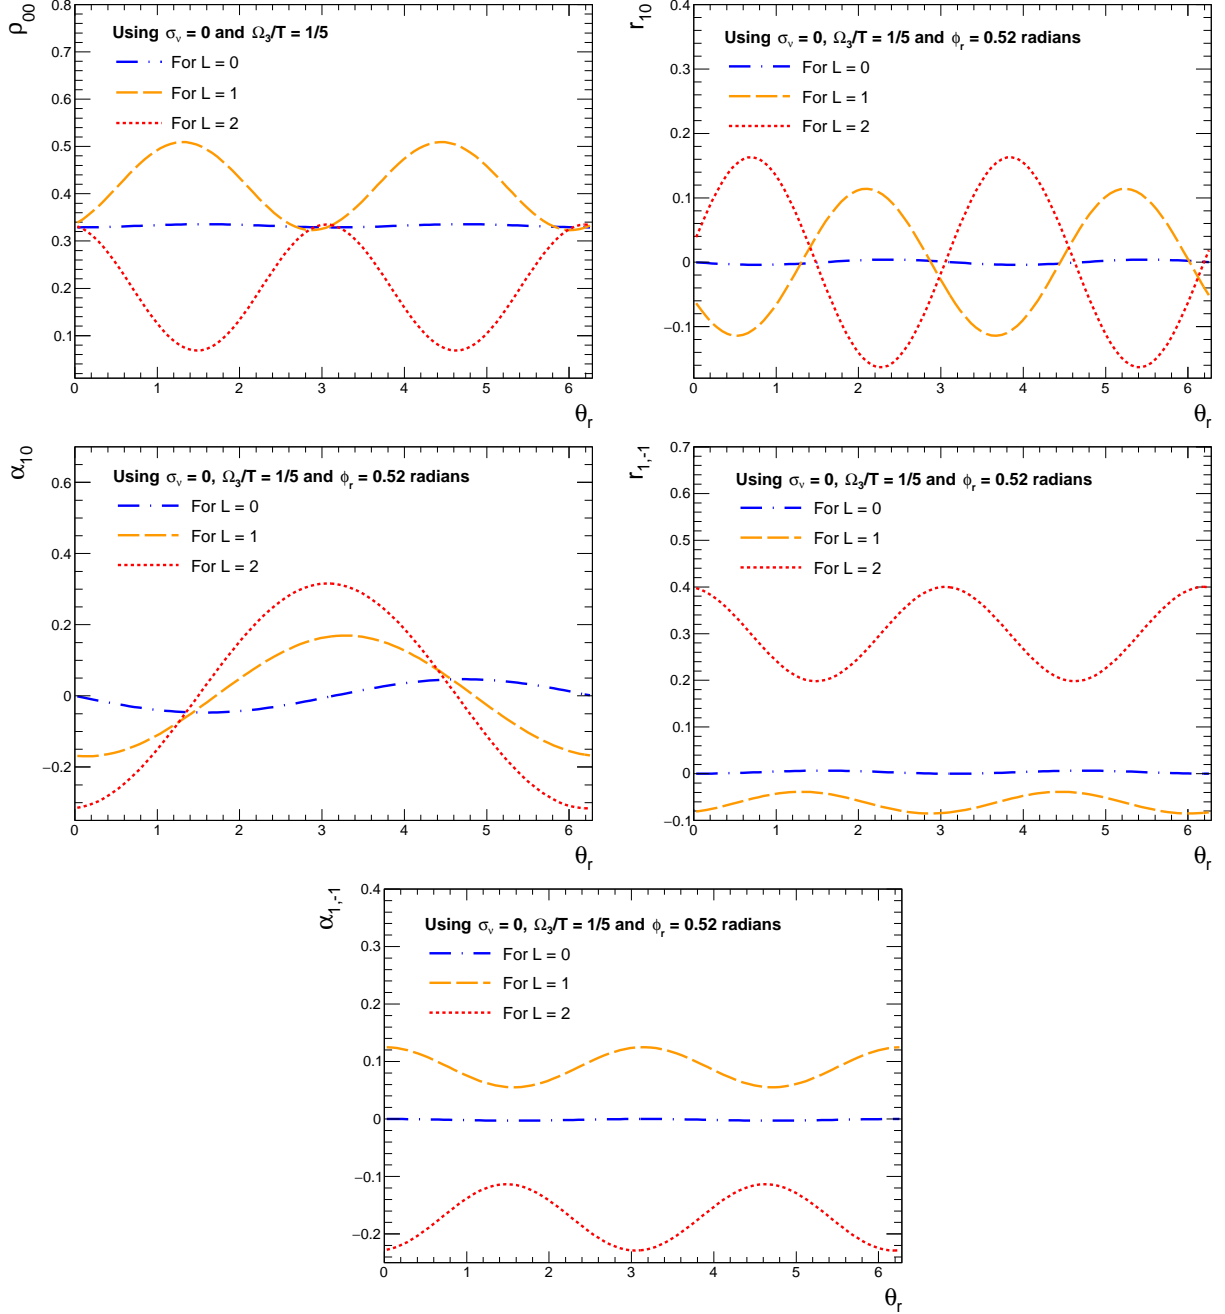 ρ00
Using σν = 0 and Ω3/T = 1/5
For L = 0
For L = 1
For L = 2
0.8
0.7
0.6
0.5
0.4
0.3
0.2
0.1
0 1 2 3 4 5 6
θr
r10
Using σν = 0, Ω3/T = 1/5 and φr = 0.52 radians
For L = 0
For L = 1
For L = 2
0.4
0.3
0.2
0.1
0
−0.1
0 1 2 3 4 5 6
θr
α10
Using σν = 0, Ω3/T = 1/5 and φr = 0.52 radians
For L = 0
For L = 1
For L = 2
0.6
0.4
0.2
0
−0.2
0 1 2 3 4 5 6
θr
r1,-1
Using σν = 0, Ω3/T = 1/5 and φr = 0.52 radians
For L = 0
For L = 1
For L = 2
0.7
0.6
0.5
0.4
0.3
0.2
0.1
0
−0.1
0 1 2 3 4 5 6
θr
α1,-1
Using σν = 0, Ω3/T = 1/5 and φr = 0.52 radians
For L = 0
For L = 1
For L = 2
0.4
0.3
0.2
0.1
0
−0.1
−0.2
0 1 2 3 4 5 6
θr